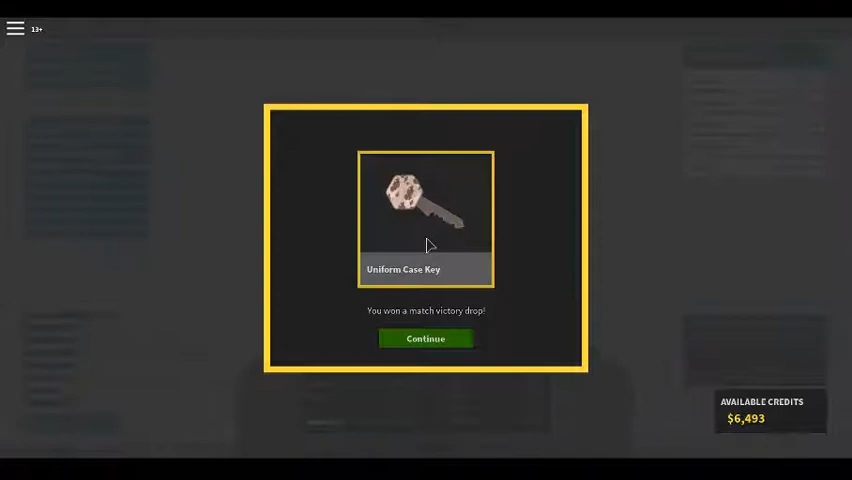 13+
Uniform Case Key
You won a match victory drop!
Continue
AVAILABLE CREDITS
$6,493